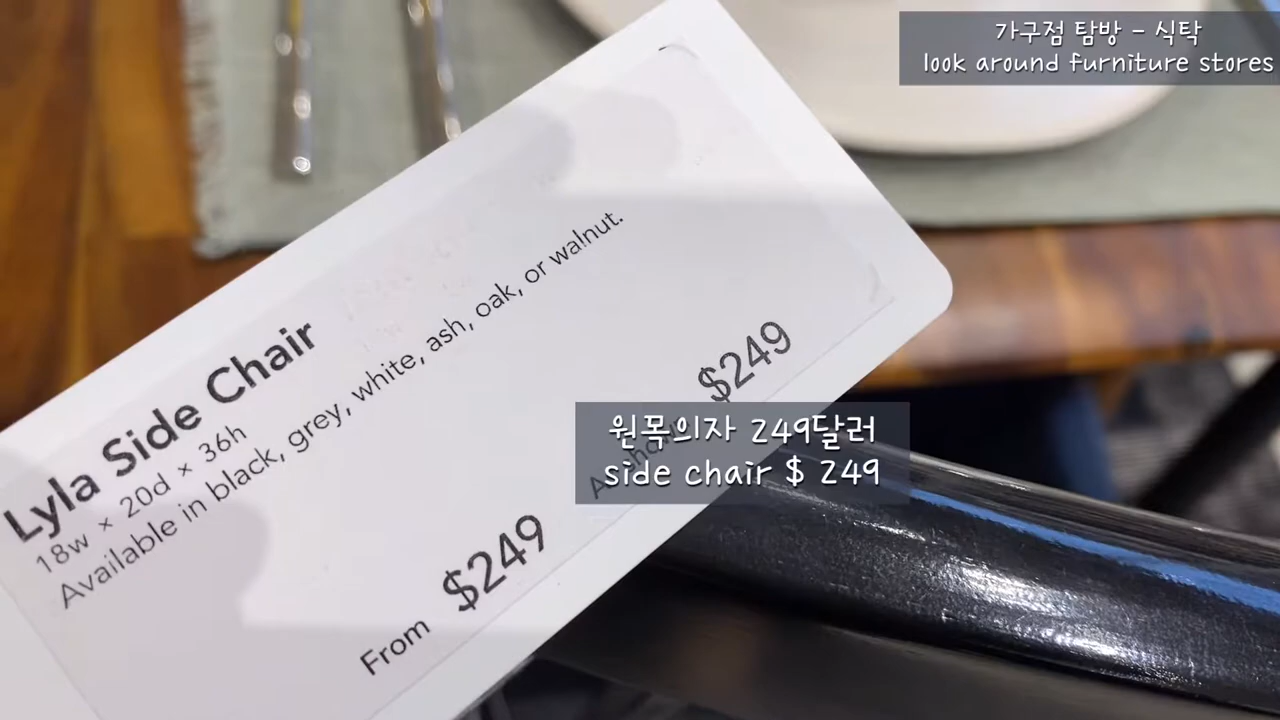 가구점 탐방 - 식탁
look around furniture stores
Lyla Side Chair
18w × 20d × 36h
Available in black, grey, white, ash, oak, or walnut.
From $249
$249
원목의자 249달러
side chair $ 249